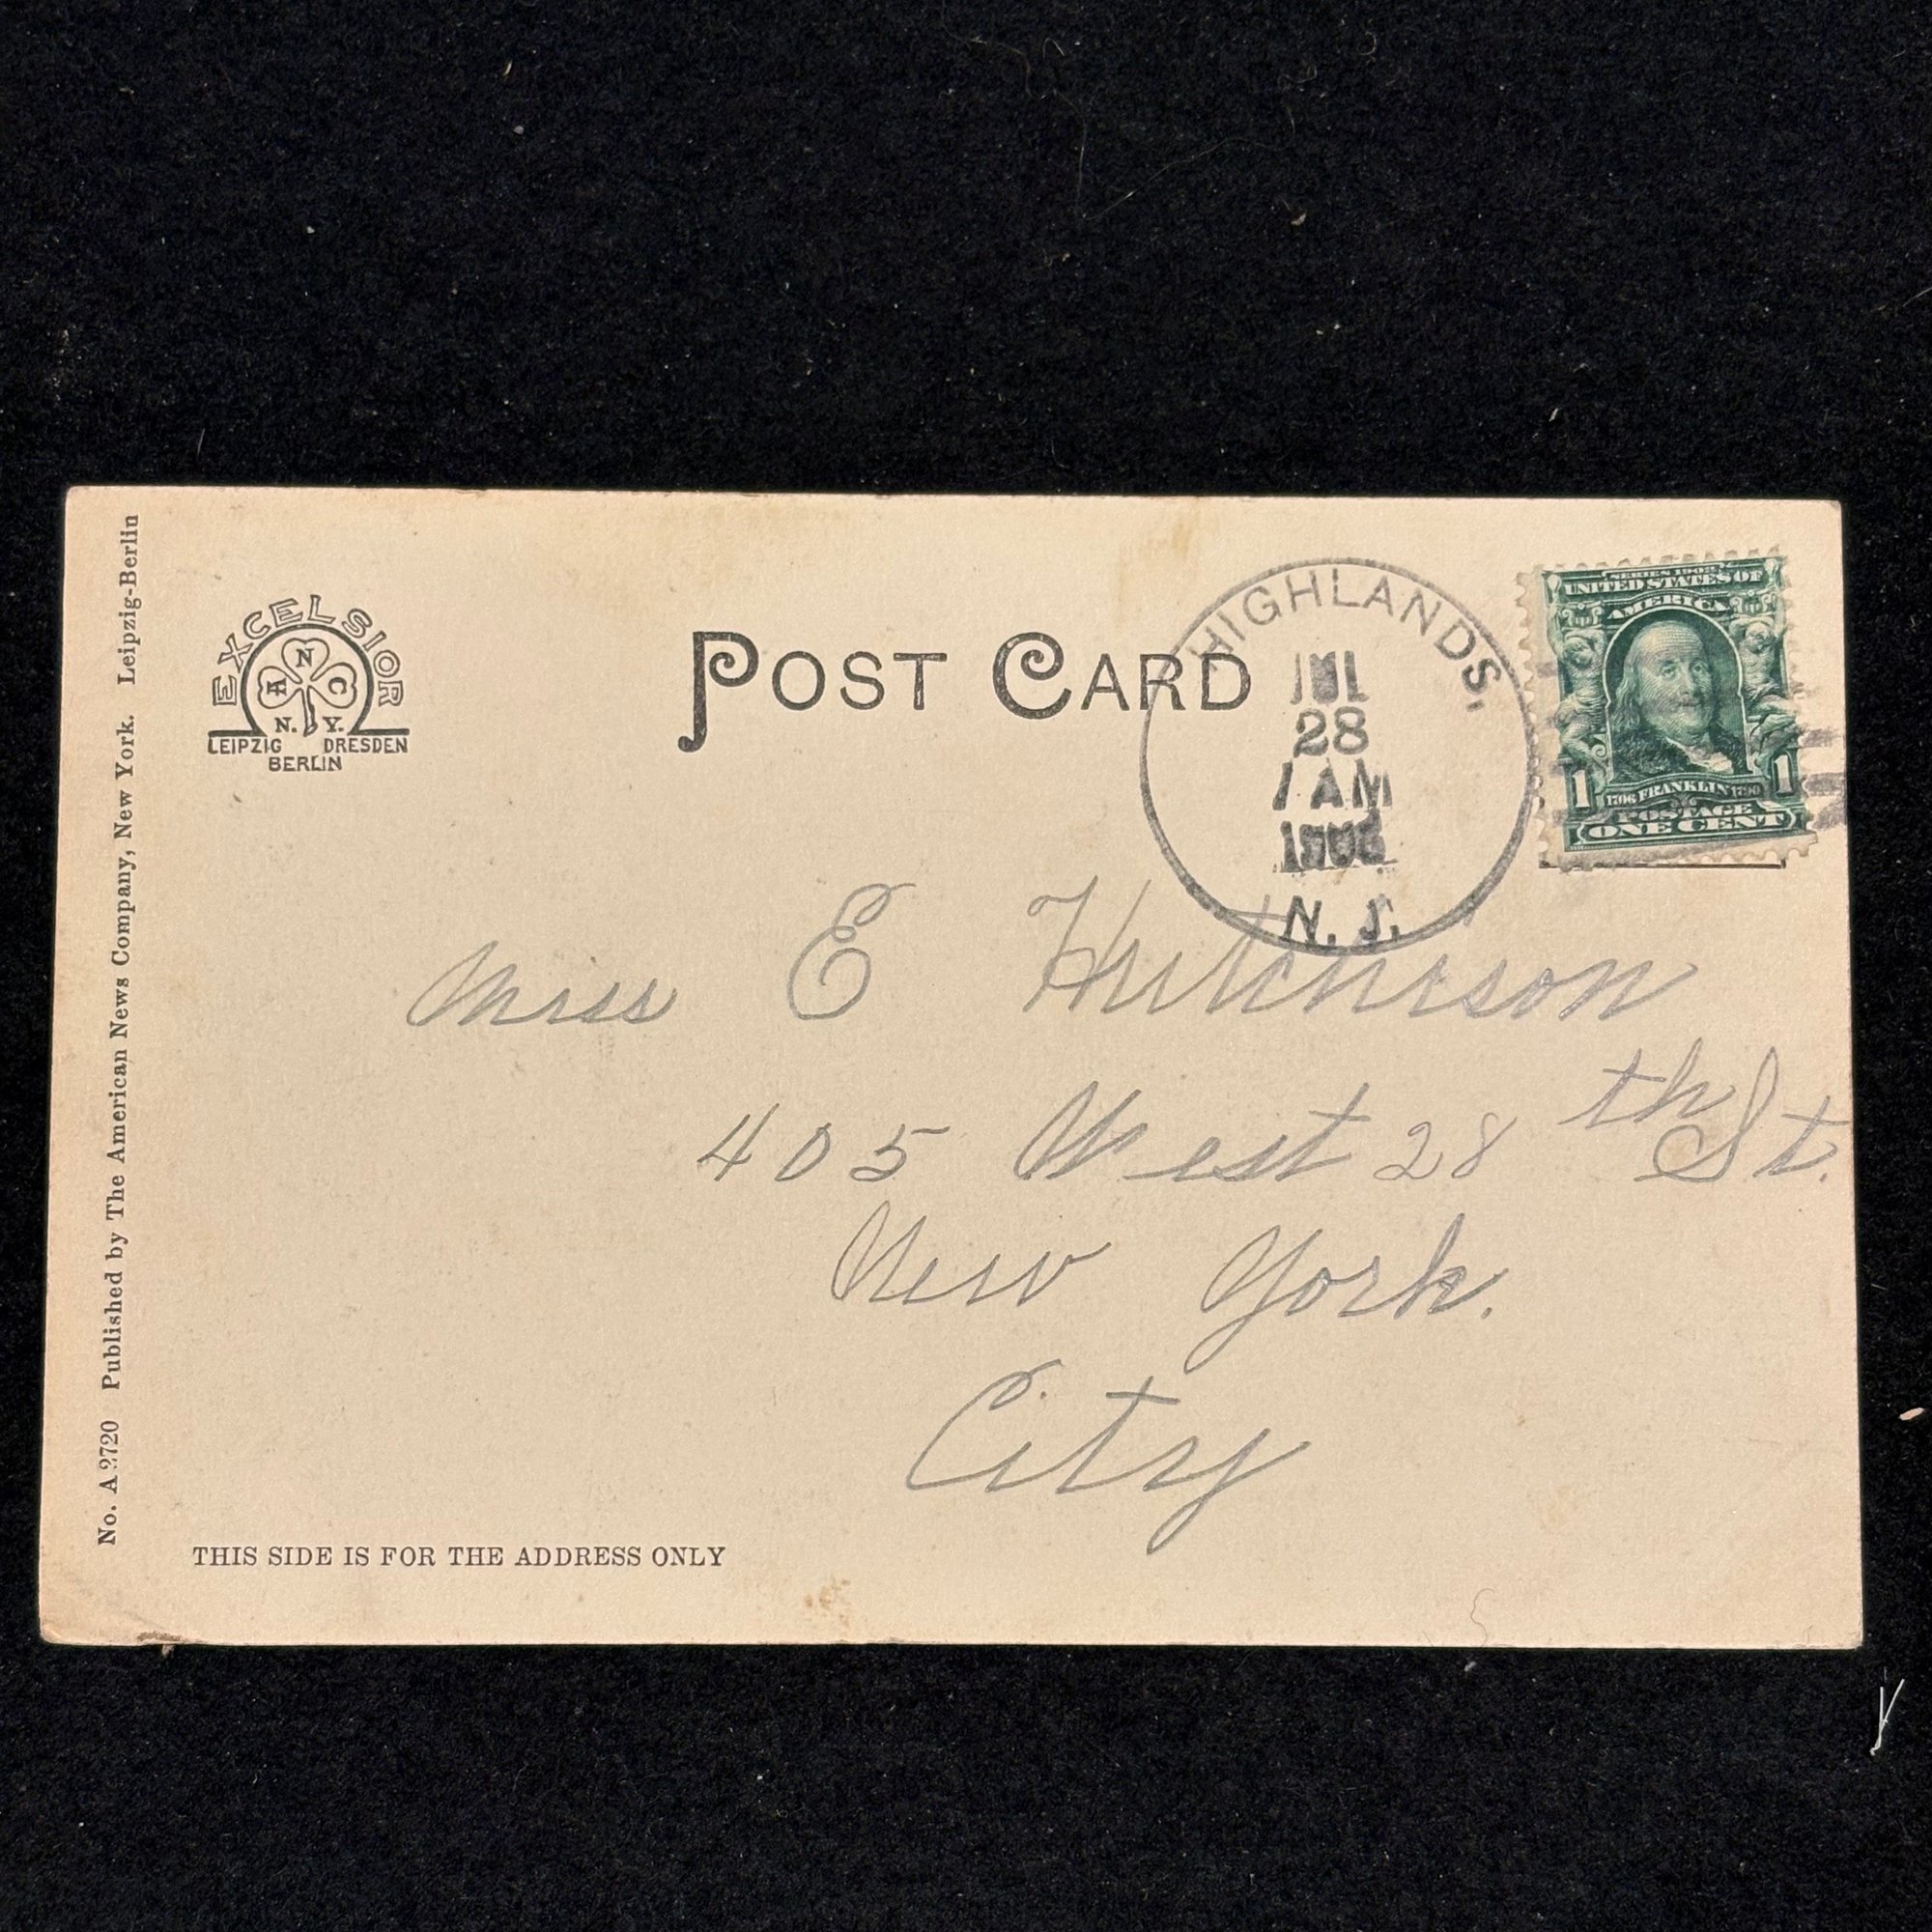 No. A 2720 Published by The American News Company, New York. Leipzig-Berlin
EXCELSIOR
A N C
N. Y.
LEIPZIG DRESDEN
BERLIN
POST CARD
HIGHLANDS,
JUL
28
1 AM
N. J.
SERIES 1902
UNITED STATES OF
AMERICA
1 1
1706 FRANKLIN 1790
POSTAGE
ONE CENT
Miss E Hutchison
405 West 28th St.
New York.
City
THIS SIDE IS FOR THE ADDRESS ONLY